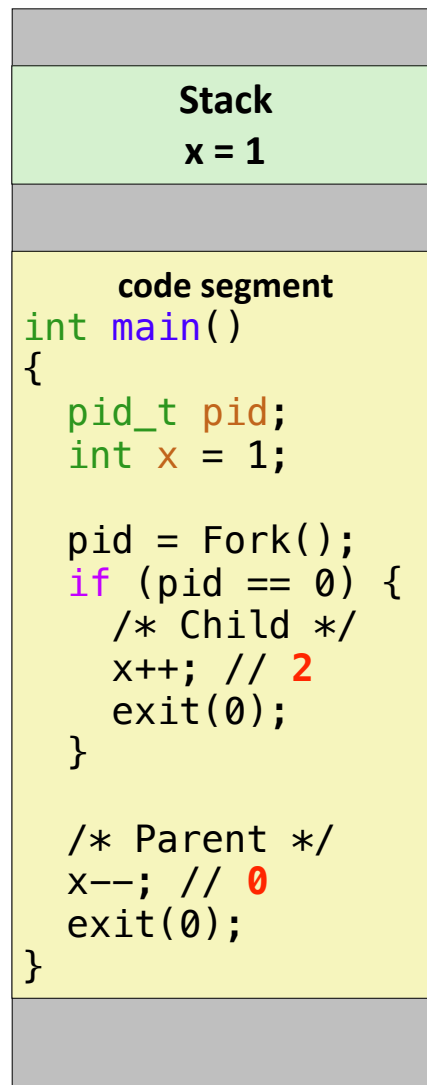 Stack
x = 1
code segment
int main()
{
  pid_t pid;
  int x = 1;

  pid = Fork();
  if (pid == 0) {
    /* Child */
    x++; // 2
    exit(0);
  }

  /* Parent */
  x--; // 0
  exit(0);
}